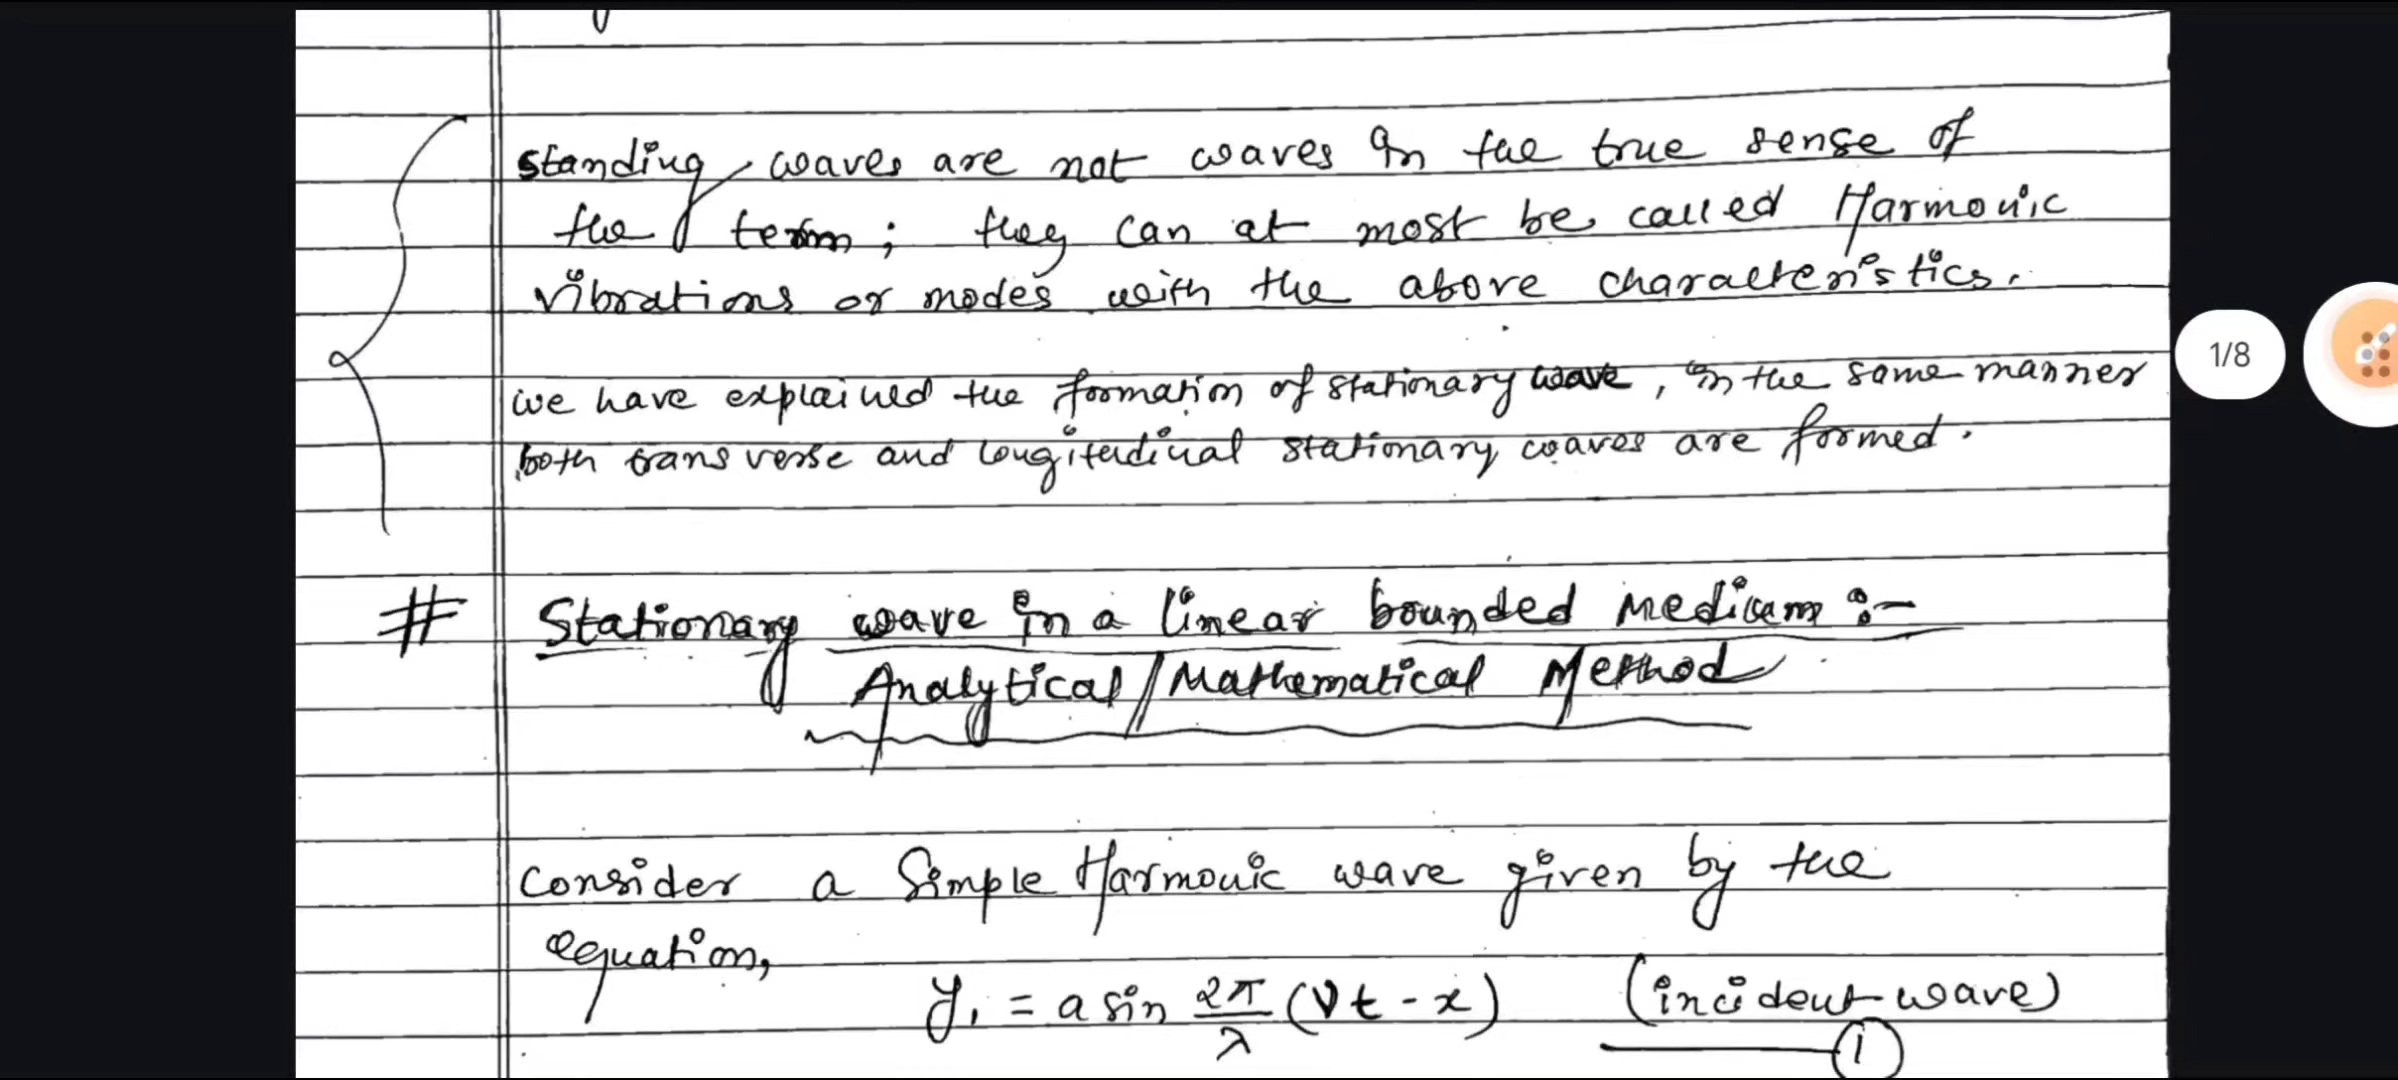 standing waves are not waves in the true sense of
the term; they can at most be called Harmonic
vibrations or modes with the above characteristics.
we have explained the formation of stationary wave, in the same manner
both transverse and longitudinal stationary waves are formed.
# Stationary wave in a linear bounded medium :-
Analytical/Mathematical Method
Consider a Simple Harmonic wave given by the
equation,
y₁ = a sin 2π/λ (vt - x) (incident wave)
①
1/8